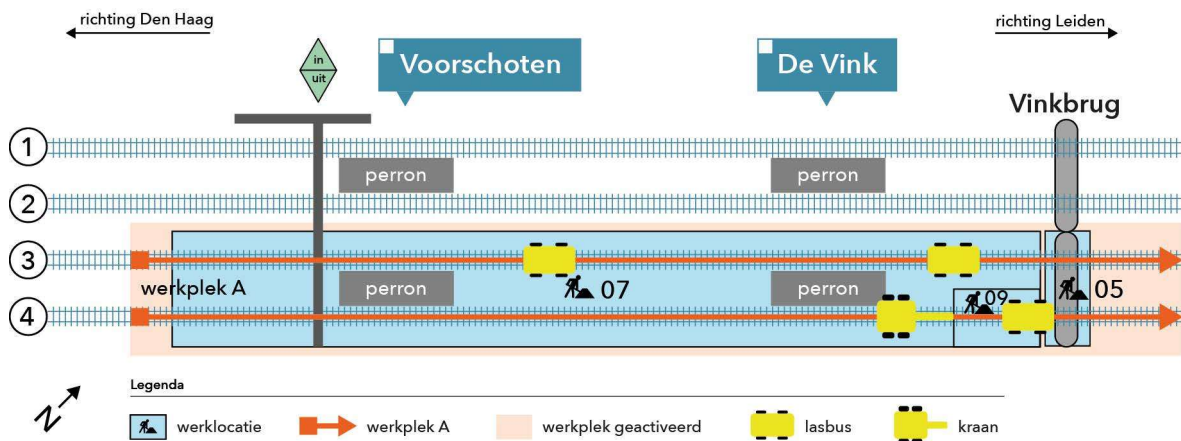 richting Den Haag
richting Leiden
in
uit
Voorschoten
De Vink
Vinkbrug
1
perron
perron
2
3
werkplek A
perron
07
perron
09
05
4
N
Legenda
werklocatie
werkplek A
werkplek geactiveerd
lasbus
kraan